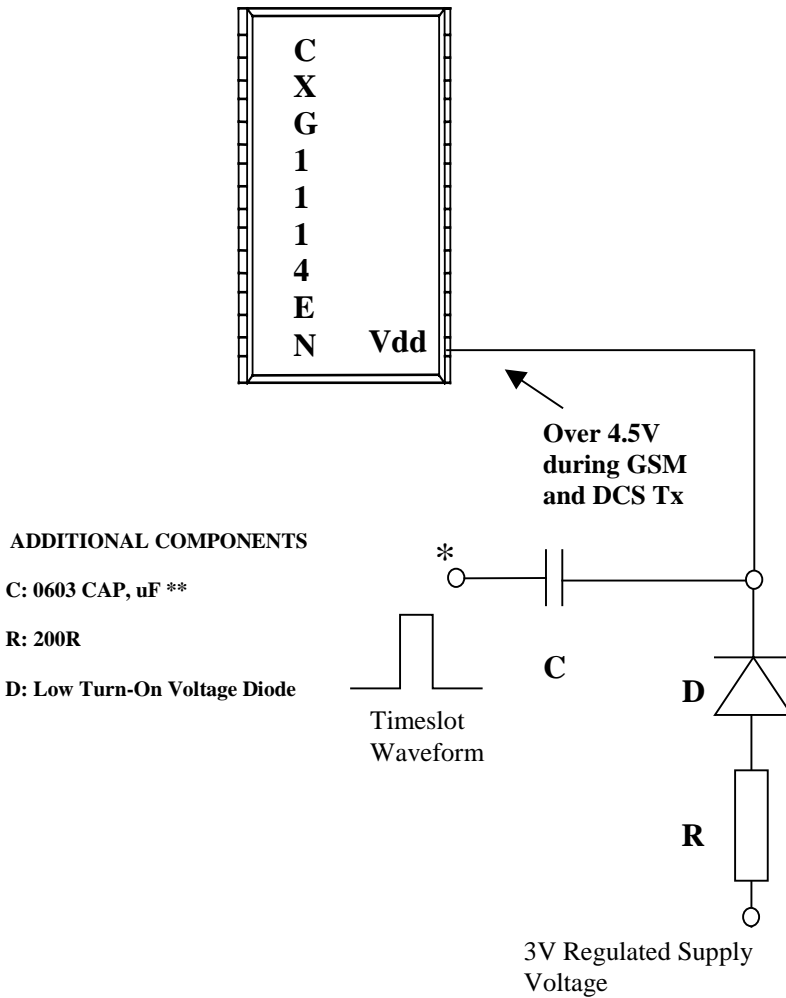 C
X
G
1
1
1
4
E
N
Vdd
Over 4.5V
during GSM
and DCS Tx
ADDITIONAL COMPONENTS
C: 0603 CAP, uF **
R: 200R
D: Low Turn-On Voltage Diode
*
C
Timeslot
Waveform
D
R
3V Regulated Supply
Voltage